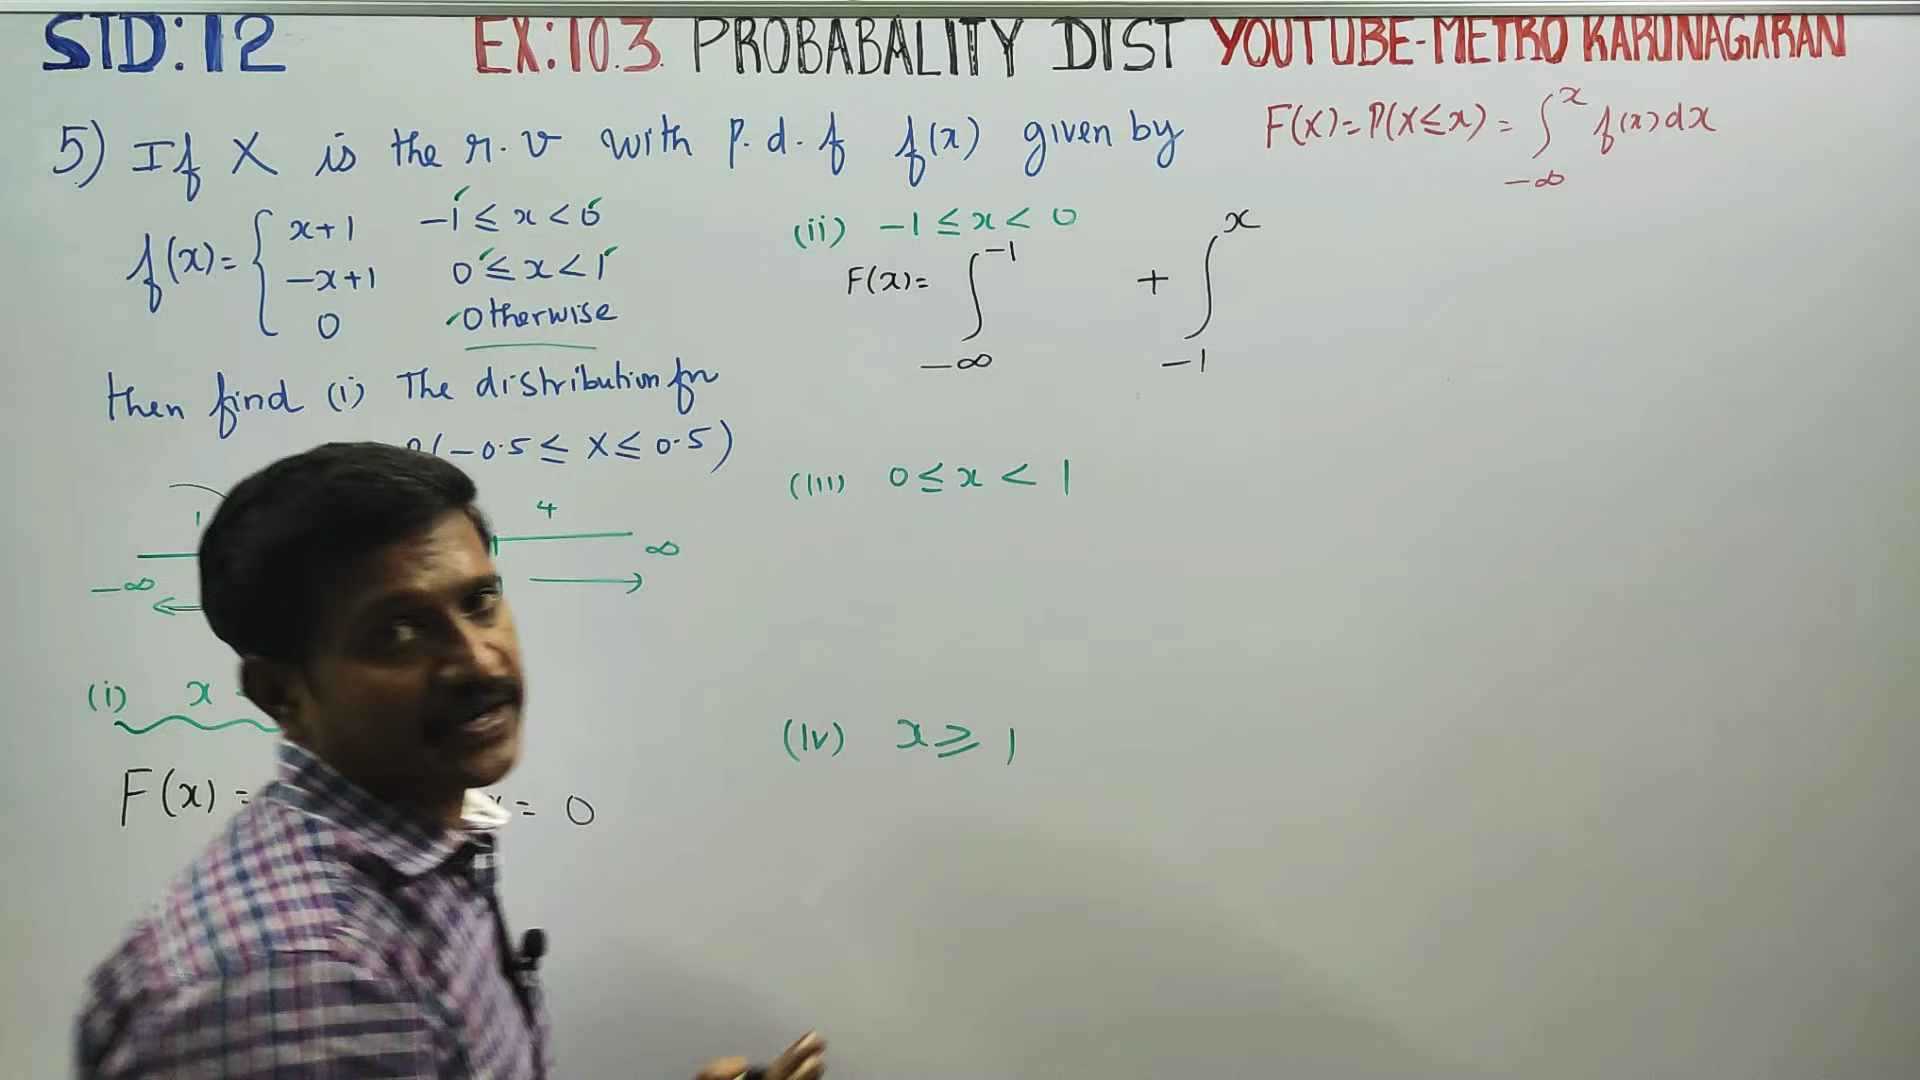 STD:12 EX:10.3 PROBABALITY DIST YOUTUBE-METRO KARUNAGARAN
5) If X is the r.v with p.d.f f(x) given by
F(x)=P(X≤x)=∫_{-∞}^{x} f(x)dx
f(x)={ x+1 -1≤x<0
-x+1 0≤x<1
0 Otherwise
then find (i) The distribution fn
(-0.5≤X≤0.5)
1 4
-∞ ∞
(i) x
F(x)= = 0
(ii) -1≤x<0
F(x)= ∫_{-∞}^{-1} + ∫_{-1}^{x}
(iii) 0≤x<1
(iv) x≥1